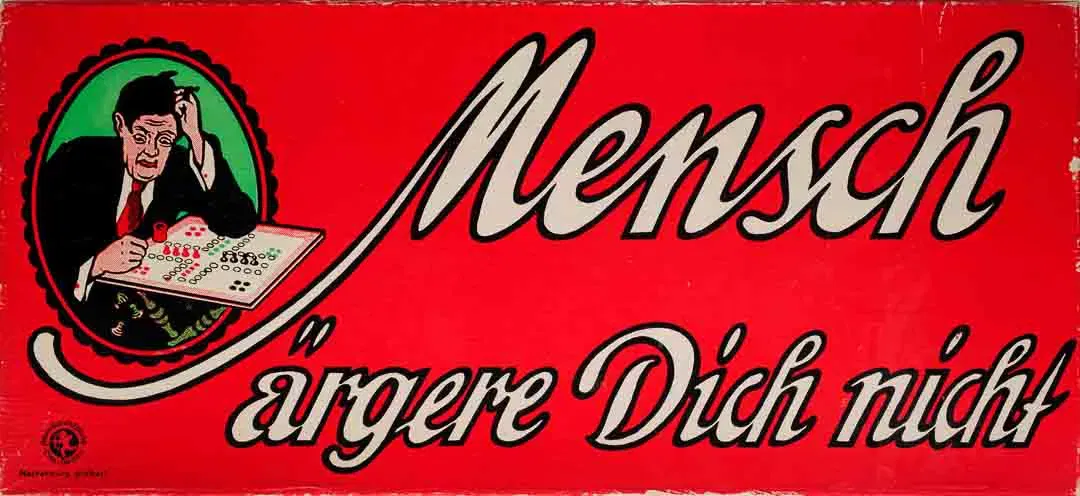 Mensch
ärgere Dich nicht